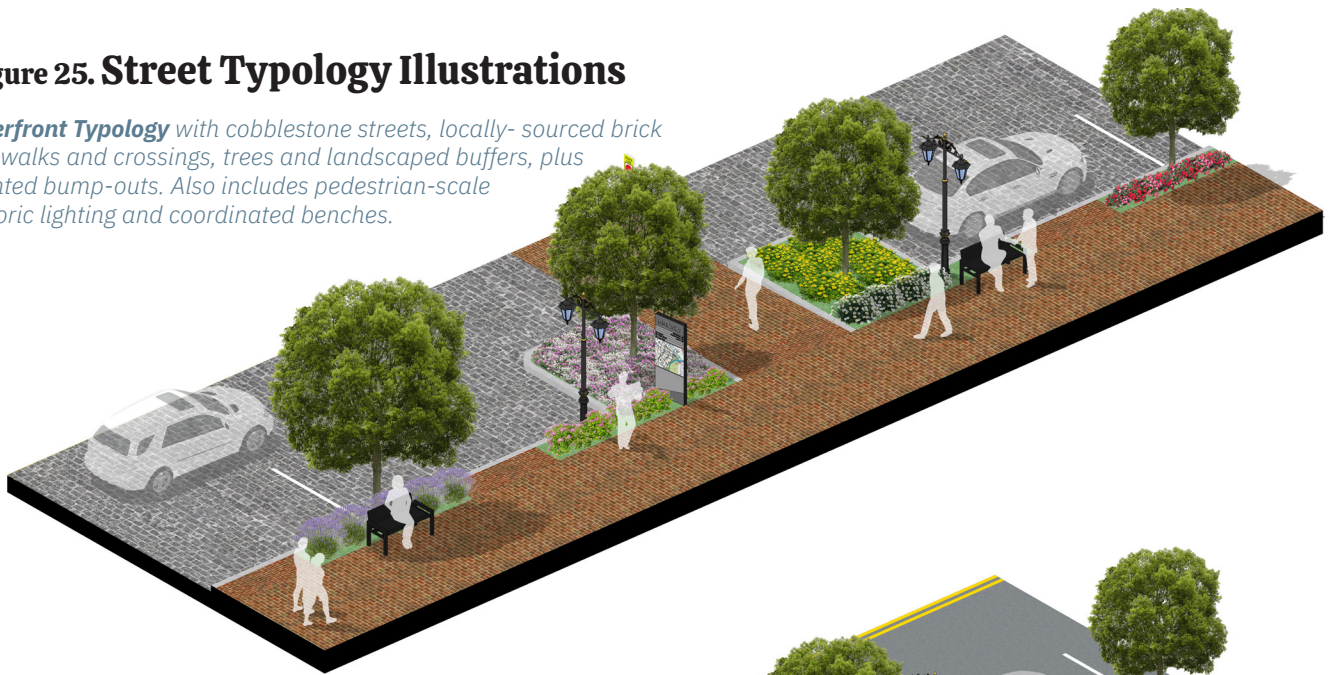 gure 25. Street Typology Illustrations
erfront Typology with cobblestone streets, locally- sourced brick
walks and crossings, trees and landscaped buffers, plus
nted bump-outs. Also includes pedestrian-scale
oric lighting and coordinated benches.